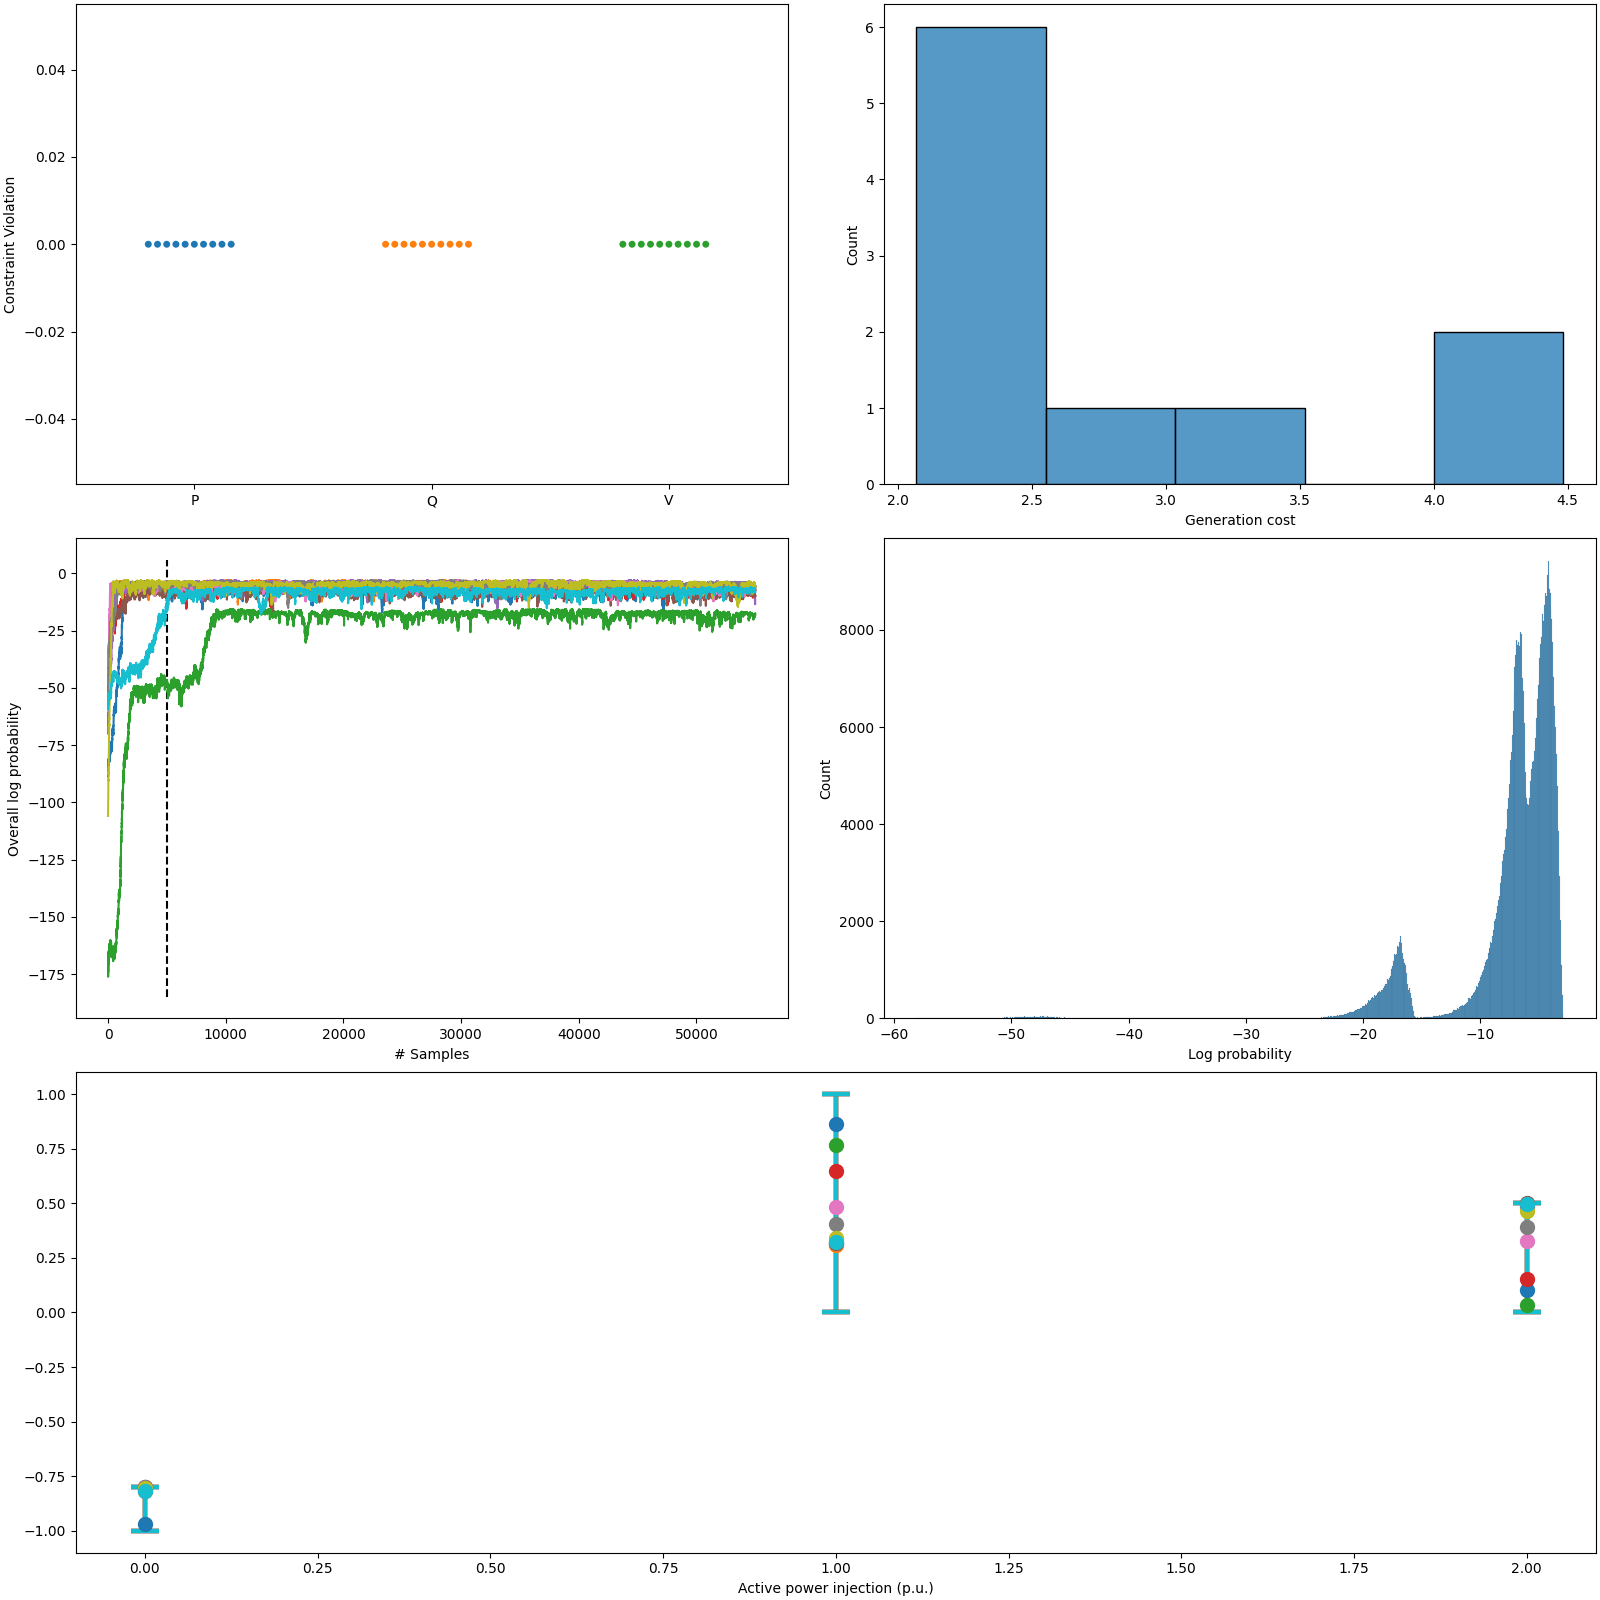 0.04
0.02
0.00
−0.02
−0.04
Constraint Violation
P Q V
6
5
4
3
2
1
0
Count
2.0 2.5 3.0 3.5 4.0 4.5
Generation cost
0
−25
−50
−75
−100
−125
−150
−175
Overall log probability
0 10000 20000 30000 40000 50000
# Samples
8000
6000
4000
2000
0
Count
−60 −50 −40 −30 −20 −10
Log probability
1.00
0.75
0.50
0.25
0.00
−0.25
−0.50
−0.75
−1.00
0.00 0.25 0.50 0.75 1.00 1.25 1.50 1.75 2.00
Active power injection (p.u.)